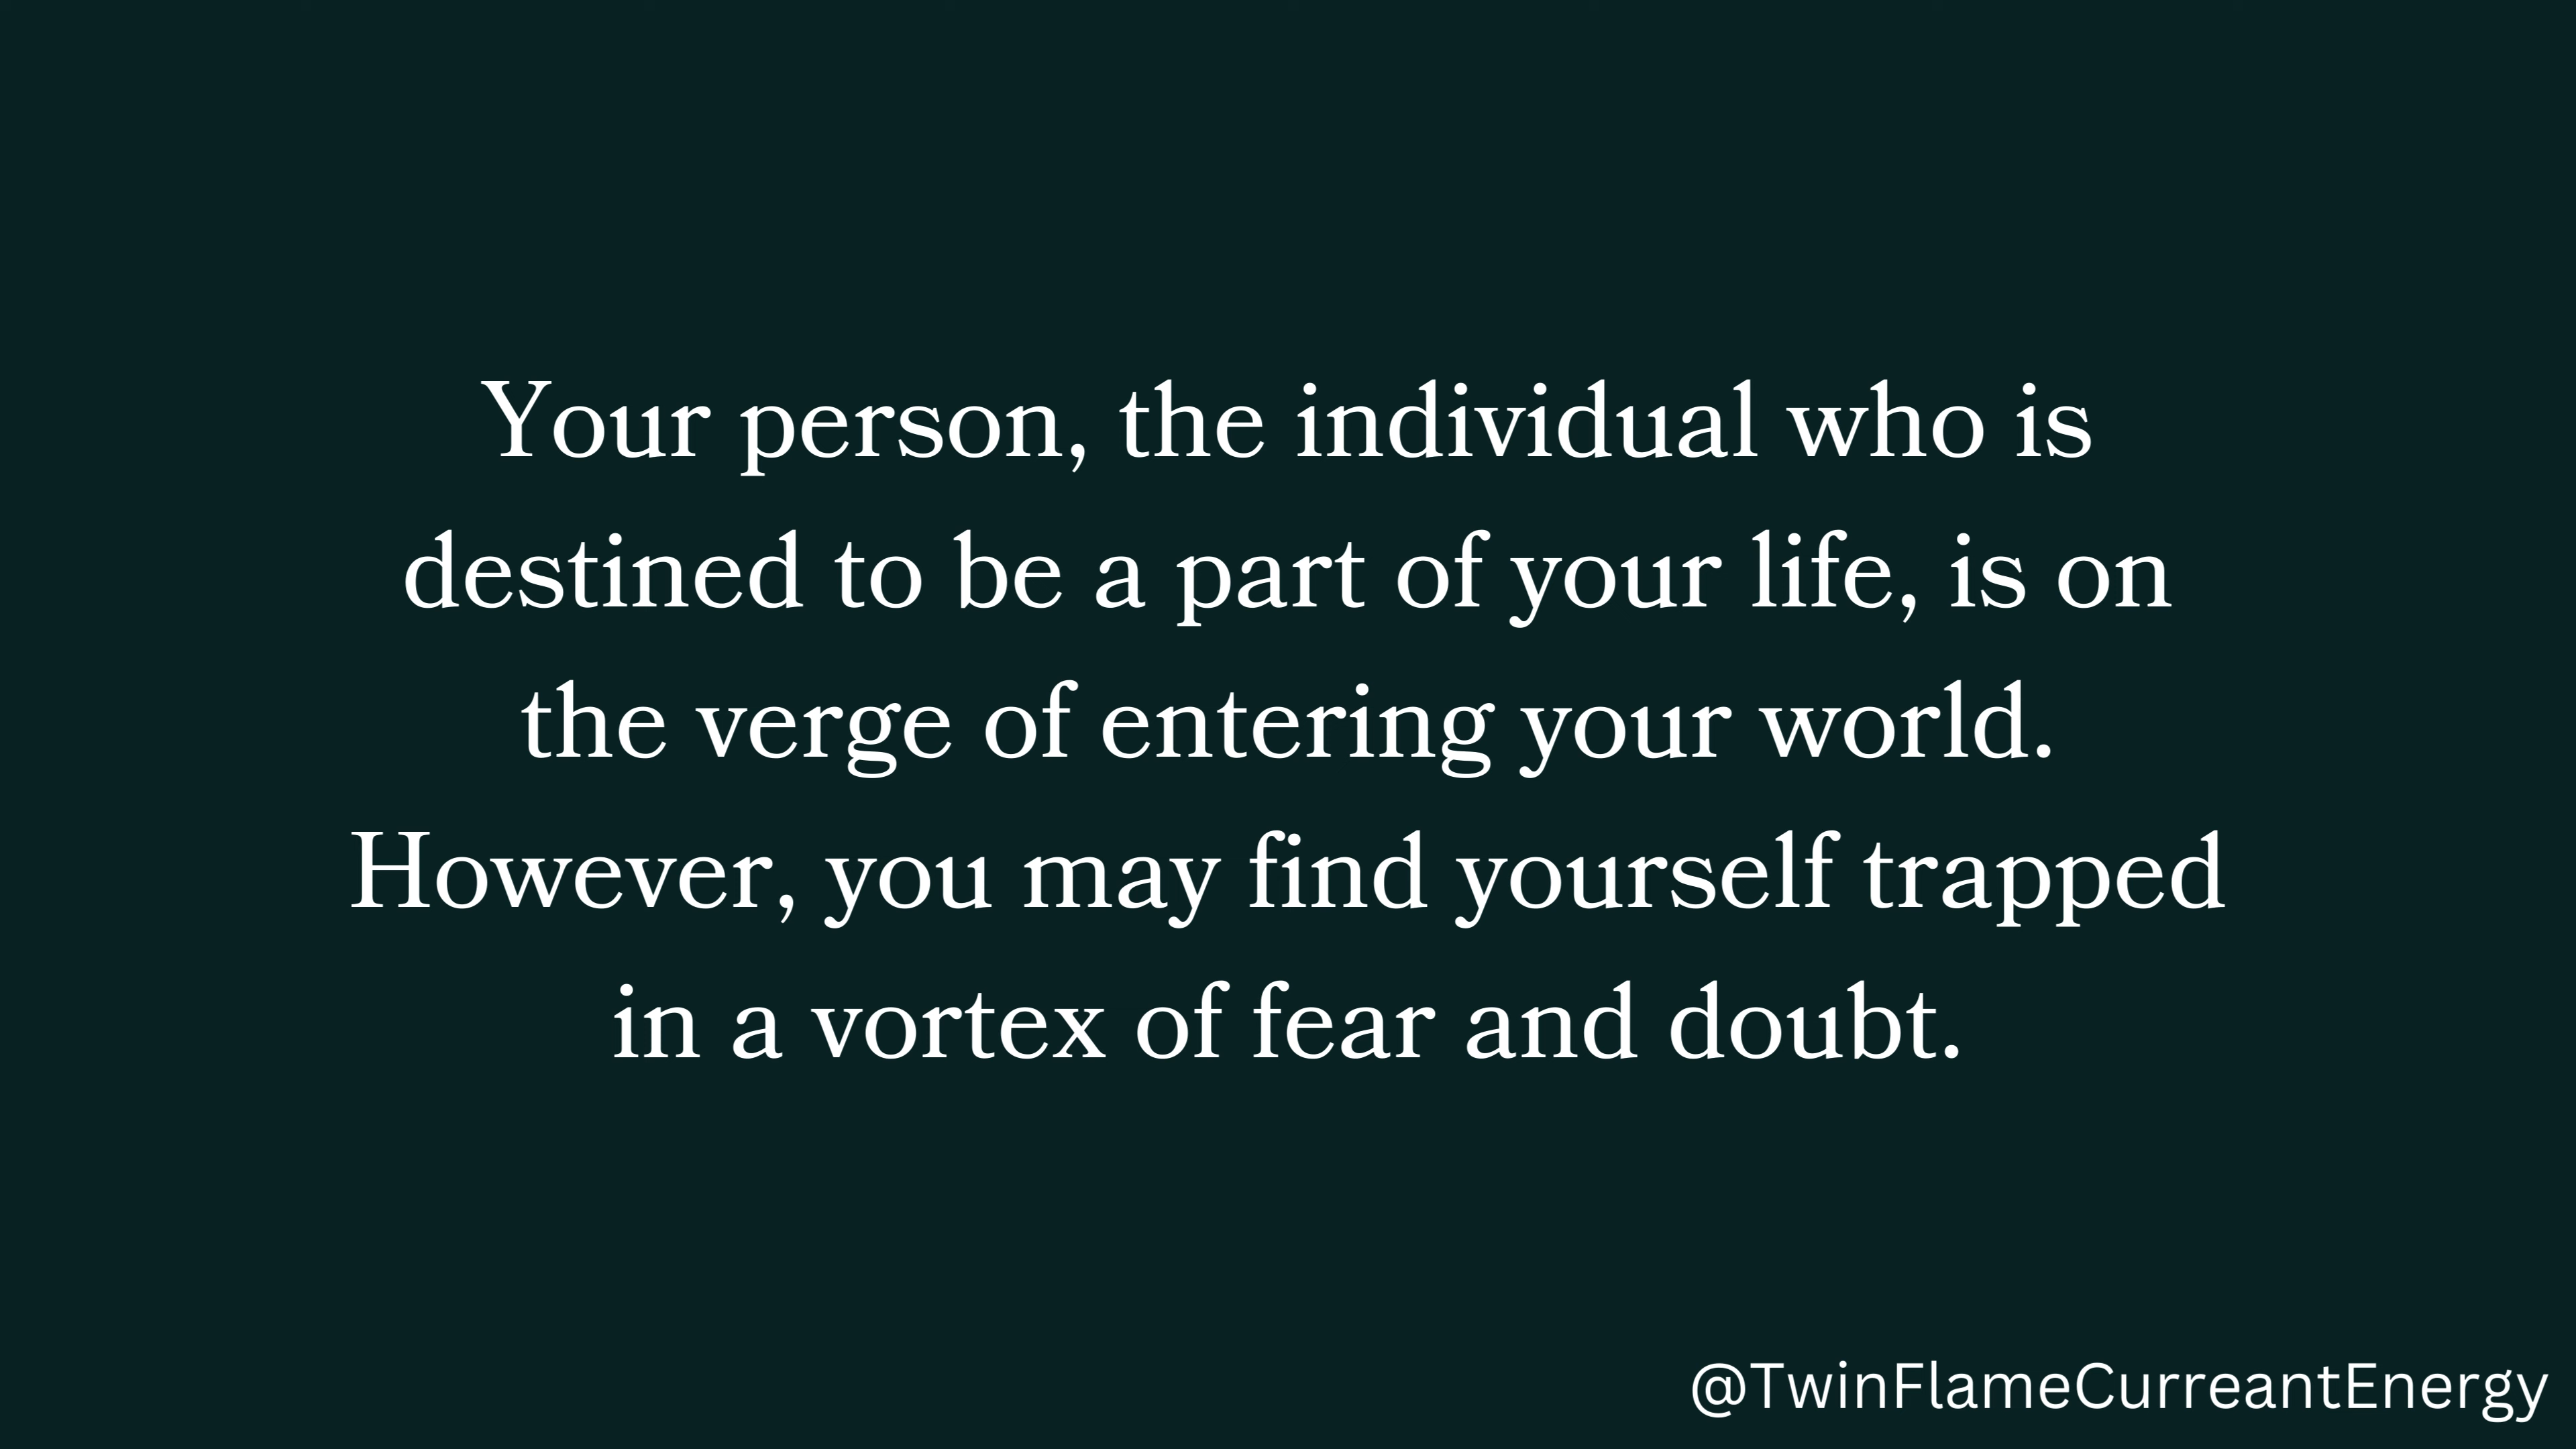 Your person, the individual who is
destined to be a part of your life, is on
the verge of entering your world.
However, you may find yourself trapped
in a vortex of fear and doubt.
@TwinFlameCurreantEnergy